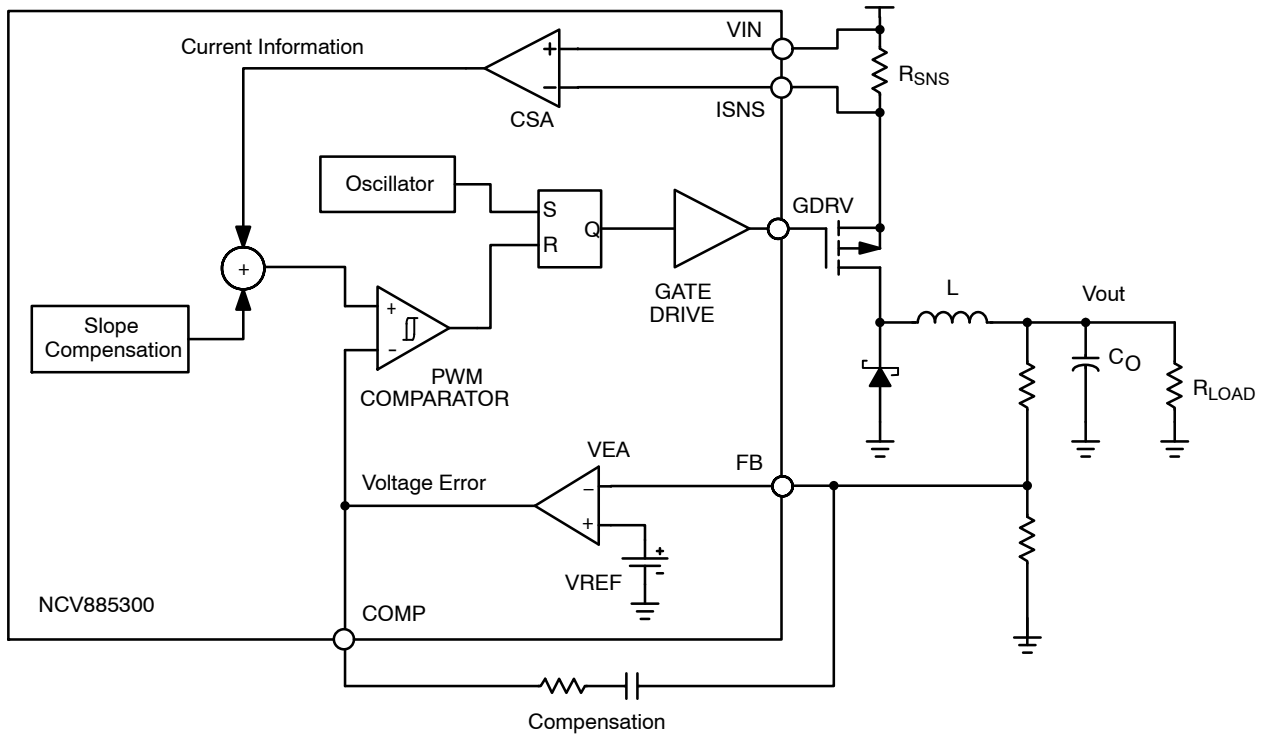 VIN
Current Information
+
−
CSA
ISNS
RSNS
Oscillator
S
R
Q
GDRV
GATE
DRIVE
+
Slope
Compensation
+
−
PWM
COMPARATOR
L
Vout
CO
RLOAD
VEA
FB
Voltage Error
−
+
VREF
+
-
NCV885300
COMP
Compensation